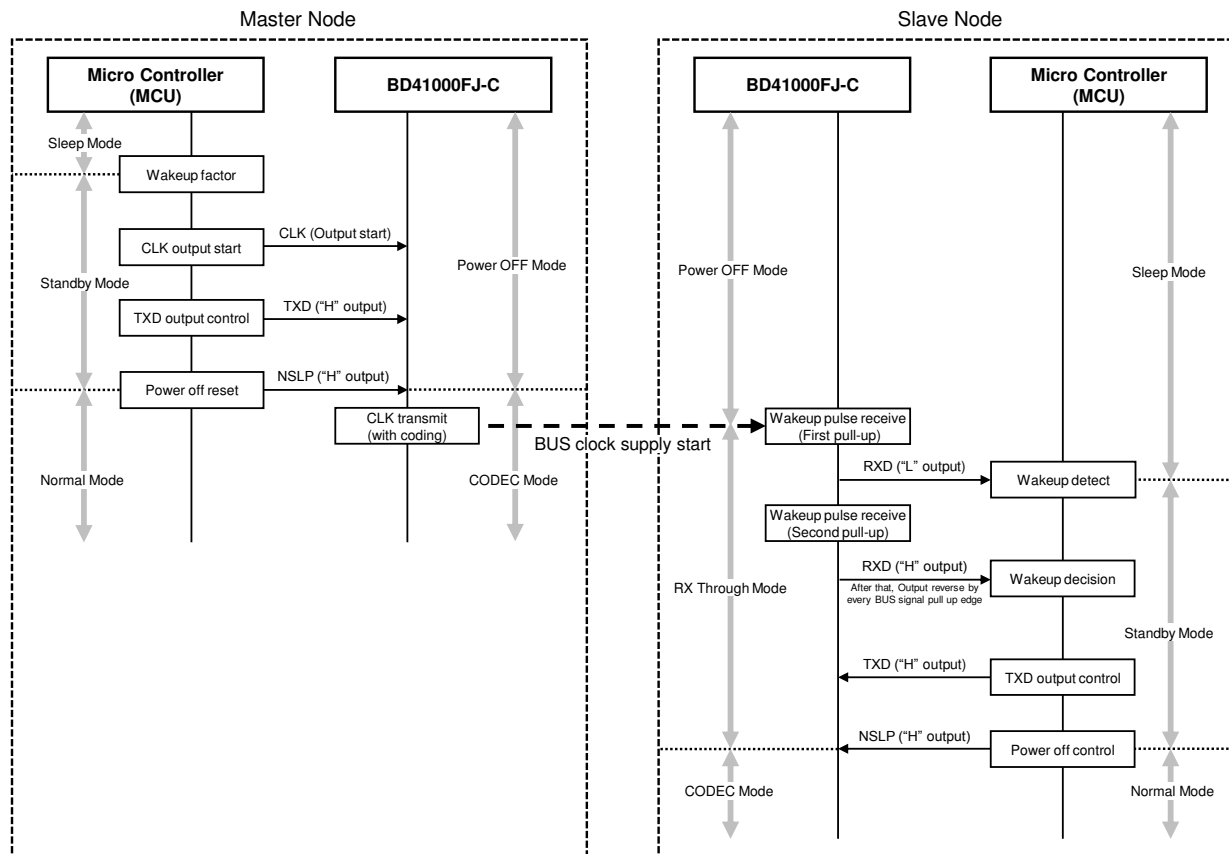 Master Node
Slave Node
Micro Controller
(MCU)
BD41000FJ-C
BD41000FJ-C
Micro Controller
(MCU)
Sleep Mode
Wakeup factor
CLK output start
CLK (Output start)
Power OFF Mode
Standby Mode
TXD output control
TXD (“H” output)
Power off reset
NSLP (“H” output)
CLK transmit
(with coding)
Normal Mode
CODEC Mode
BUS clock supply start
Power OFF Mode
Sleep Mode
Wakeup pulse receive
(First pull-up)
RXD (“L” output)
Wakeup detect
Wakeup pulse receive
(Second pull-up)
RXD (“H” output)
After that, Output reverse by
every BUS signal pull up edge
Wakeup decision
RX Through Mode
Standby Mode
TXD (“H” output)
TXD output control
NSLP (“H” output)
Power off control
CODEC Mode
Normal Mode